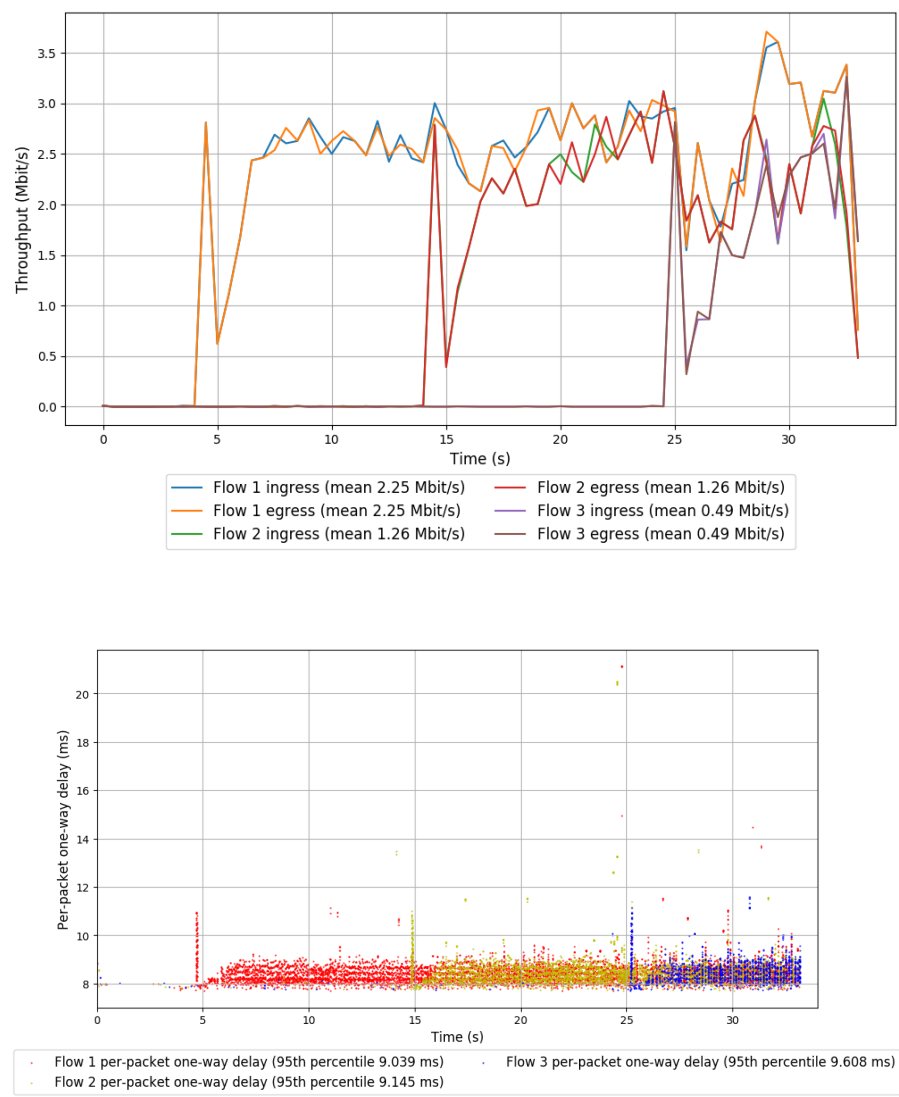 3.5
3.0
2.5
2.0
1.5
1.0
0.5
0.0
Throughput (Mbit/s)
0 5 10 15 20 25 30
Time (s)
Flow 1 ingress (mean 2.25 Mbit/s) Flow 2 egress (mean 1.26 Mbit/s)
Flow 1 egress (mean 2.25 Mbit/s) Flow 3 ingress (mean 0.49 Mbit/s)
Flow 2 ingress (mean 1.26 Mbit/s) Flow 3 egress (mean 0.49 Mbit/s)
20
18
16
14
12
10
8
Per-packet one-way delay (ms)
0 5 10 15 20 25 30
Time (s)
Flow 1 per-packet one-way delay (95th percentile 9.039 ms) Flow 3 per-packet one-way delay (95th percentile 9.608 ms)
Flow 2 per-packet one-way delay (95th percentile 9.145 ms)